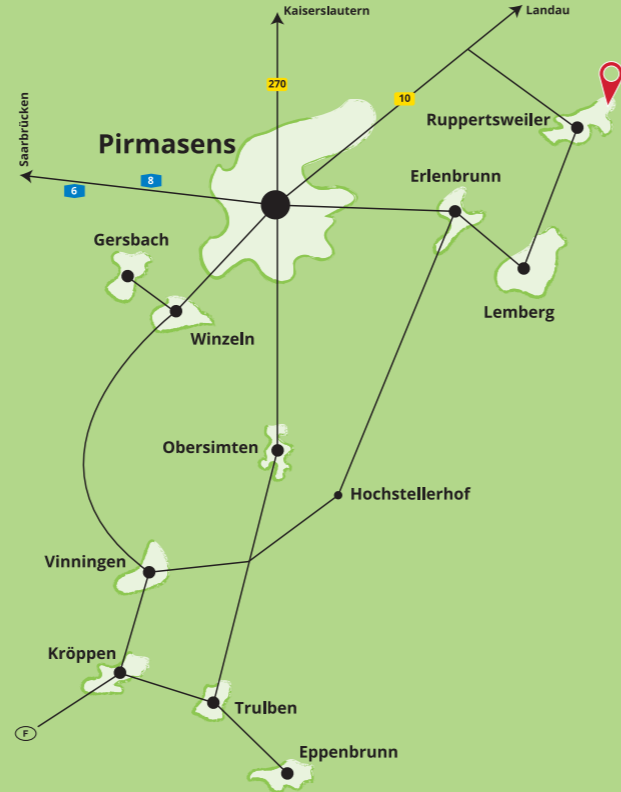 Kaiserslautern
Landau
270
10
Ruppertsweiler
Saarbrücken
Pirmasens
8
6
Erlenbrunn
Gersbach
Lemberg
Winzeln
Obersimten
Hochstellerhof
Vinningen
Kröppen
Trulben
F
Eppenbrunn